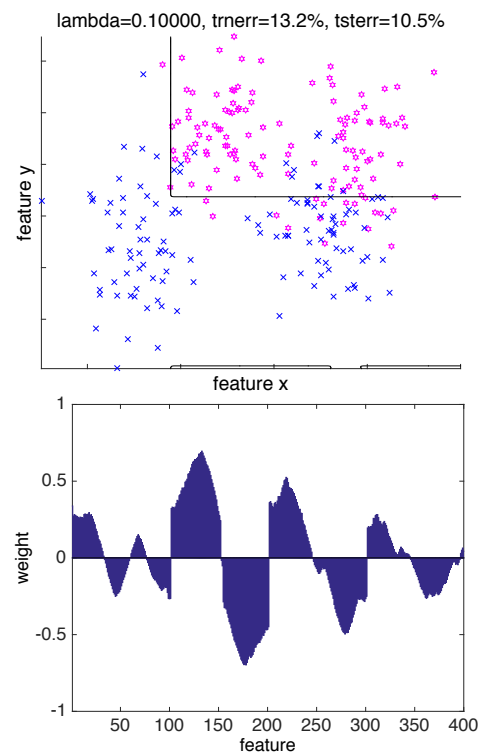 lambda=0.10000, trnerr=13.2%, tsterr=10.5%
feature y
feature x
1
0.5
0
-0.5
-1
weight
50 100 150 200 250 300 350 400
feature